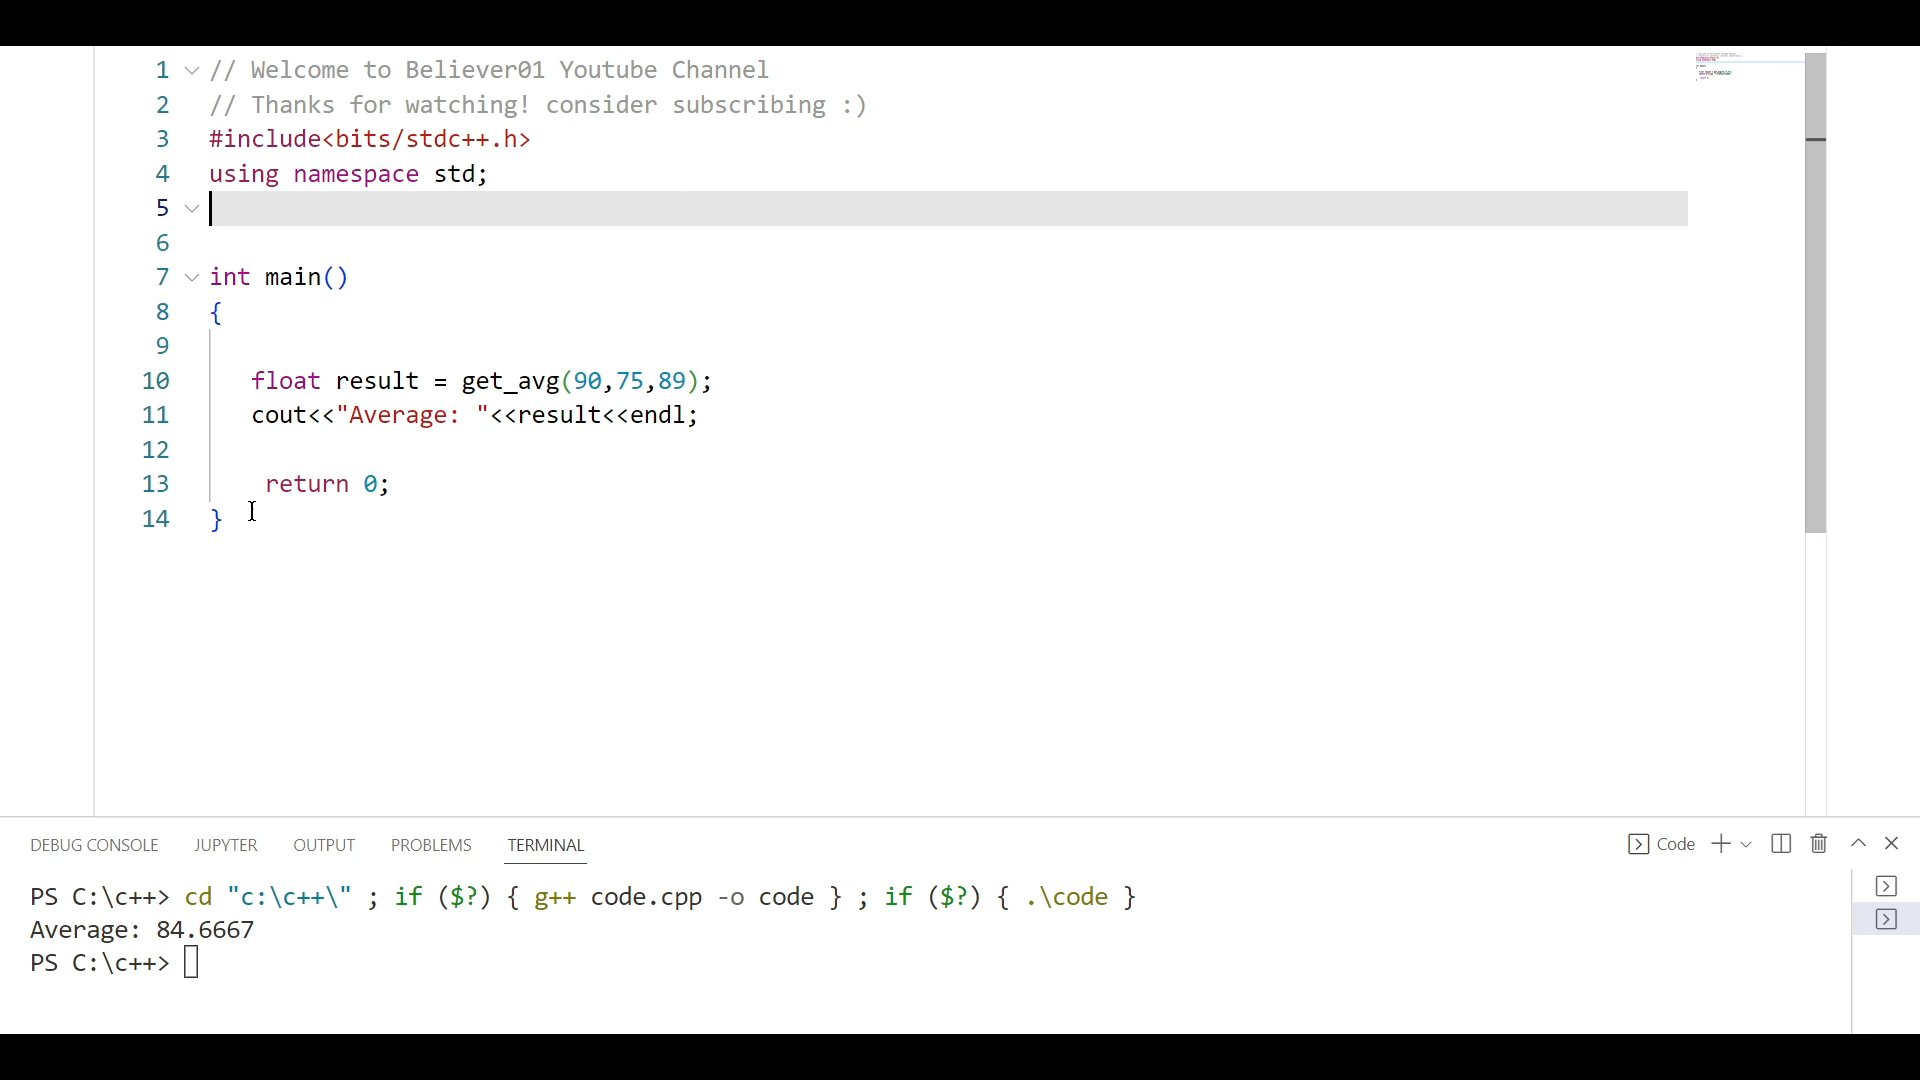 1 // Welcome to Believer01 Youtube Channel
2 // Thanks for watching! consider subscribing :)
3 #include<bits/stdc++.h>
4 using namespace std;
5
6
7 int main()
8 {
9
10 float result = get_avg(90,75,89);
11 cout<<"Average: "<<result<<endl;
12
13 return 0;
14 }
DEBUG CONSOLE JUPYTER OUTPUT PROBLEMS TERMINAL Code
PS C:\c++> cd "c:\c++\" ; if ($?) { g++ code.cpp -o code } ; if ($?) { .\code }
Average: 84.6667
PS C:\c++>